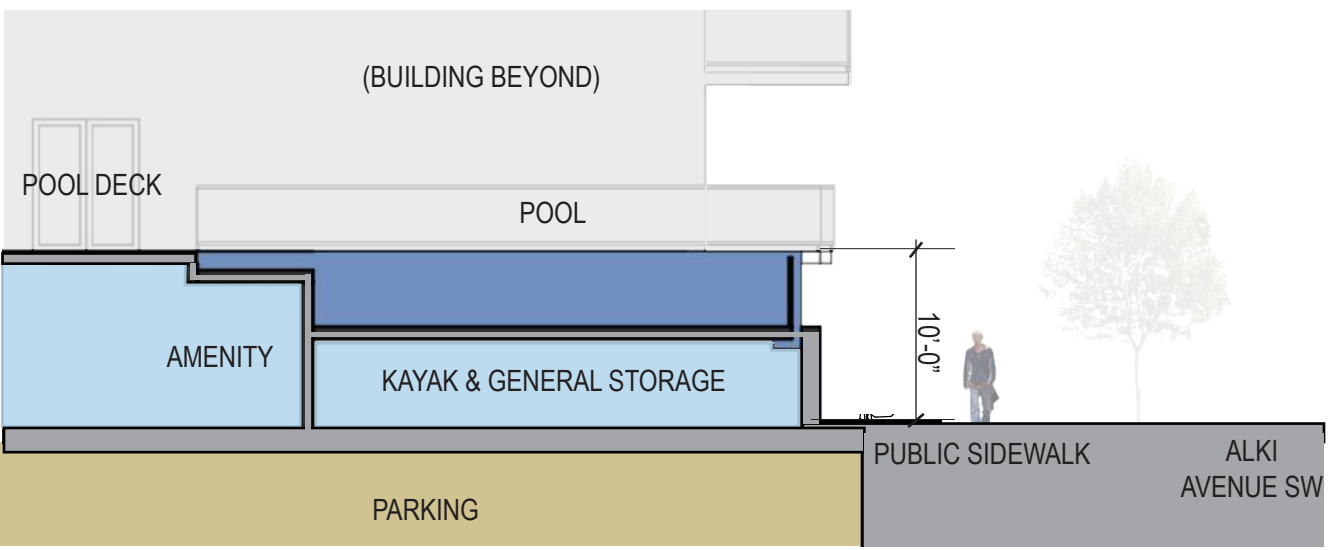 (BUILDING BEYOND)
POOL DECK
POOL
AMENITY
KAYAK & GENERAL STORAGE
10'-0"
PUBLIC SIDEWALK
ALKI
AVENUE SW
PARKING